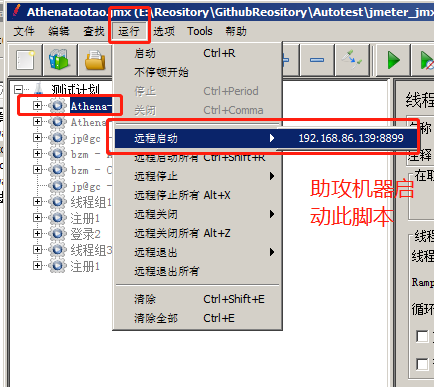 Athenataotao.jmx (E:\Reository\GithubReository\Autotest\jmeter_jmx
文件 编辑 查找 运行 选项 Tools 帮助
启动 Ctrl+R
不停顿开始
停止 Ctrl+Period
关闭 Ctrl+Comma
远程启动 192.168.86.139:8899
远程启动所有 Ctrl+Shift+R
远程停止
远程停止所有 Alt+X
远程关闭
远程关闭所有 Alt+Z
远程退出
远程退出所有
清除 Ctrl+Shift+E
清除全部 Ctrl+E
测试计划
Athena-
Athena
jp@gc -
bzm - A
bzm - C
jp@gc -
线程组1
注册1
登录2
线程组3
注册1
助攻机器启
动此脚本
线程
称
注释
在取
线程
线程
Ramp
循环